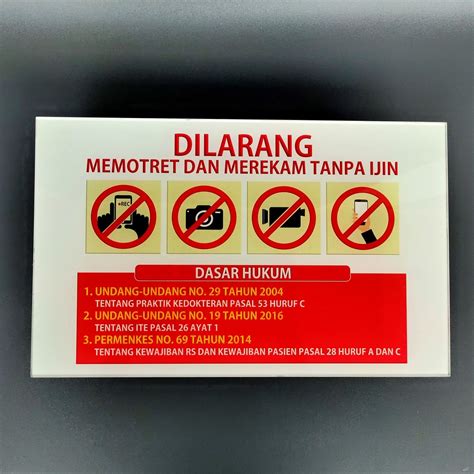 DILARANG
MEMOTRET DAN MEREKAM TANPA IJIN
REC
DASAR HUKUM
1. UNDANG-UNDANG NO. 29 TAHUN 2004
TENTANG PRAKTIK KEDOKTERAN PASAL 53 HURUF C
2. UNDANG-UNDANG NO. 19 TAHUN 2016
TENTANG ITE PASAL 26 AYAT 1
3. PERMENKES NO. 69 TAHUN 2014
TENTANG KEWAJIBAN RS DAN KEWAJIBAN PASIEN PASAL 28 HURUF A DAN C